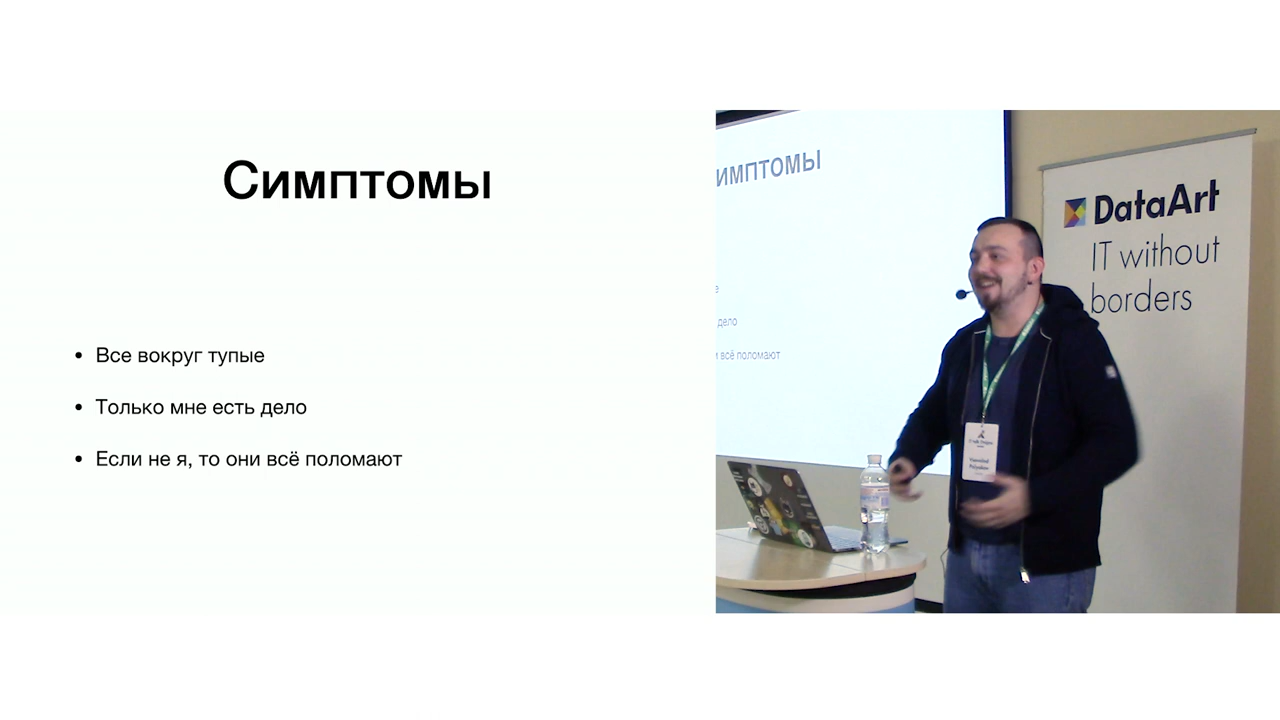 Симптомы
Все вокруг тупые
Только мне есть дело
Если не я, то они всё поломают
имптомы
е
дело
и всё поломают
DataArt
IT without
borders